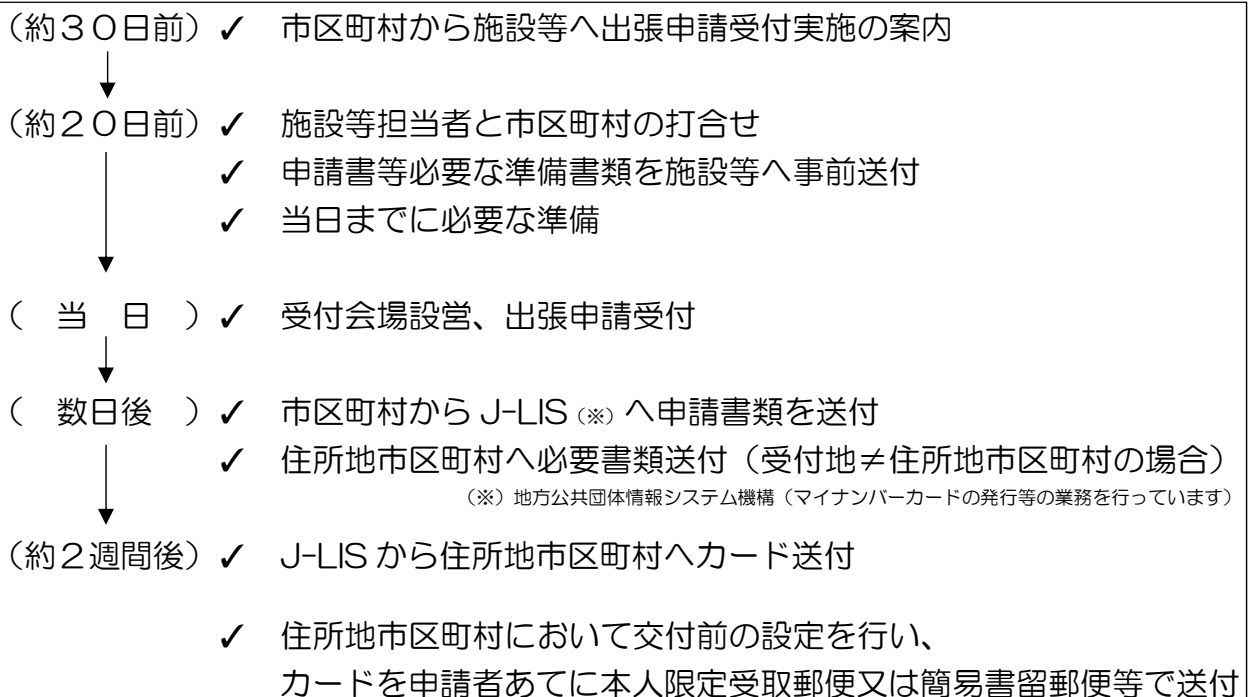 （約３０日前）✓ 市区町村から施設等へ出張申請受付実施の案内
（約２０日前）✓ 施設等担当者と市区町村の打合せ
✓ 申請書等必要な準備書類を施設等へ事前送付
✓ 当日までに必要な準備
（ 当 日 ）✓ 受付会場設営、出張申請受付
（ 数日後 ）✓ 市区町村から J-LIS（※）へ申請書類を送付
✓ 住所地市区町村へ必要書類送付（受付地≠住所地市区町村の場合）
（※）地方公共団体情報システム機構（マイナンバーカードの発行等の業務を行っています）
（約２週間後）✓ J-LIS から住所地市区町村へカード送付
✓ 住所地市区町村において交付前の設定を行い、
カードを申請者あてに本人限定受取郵便又は簡易書留郵便等で送付